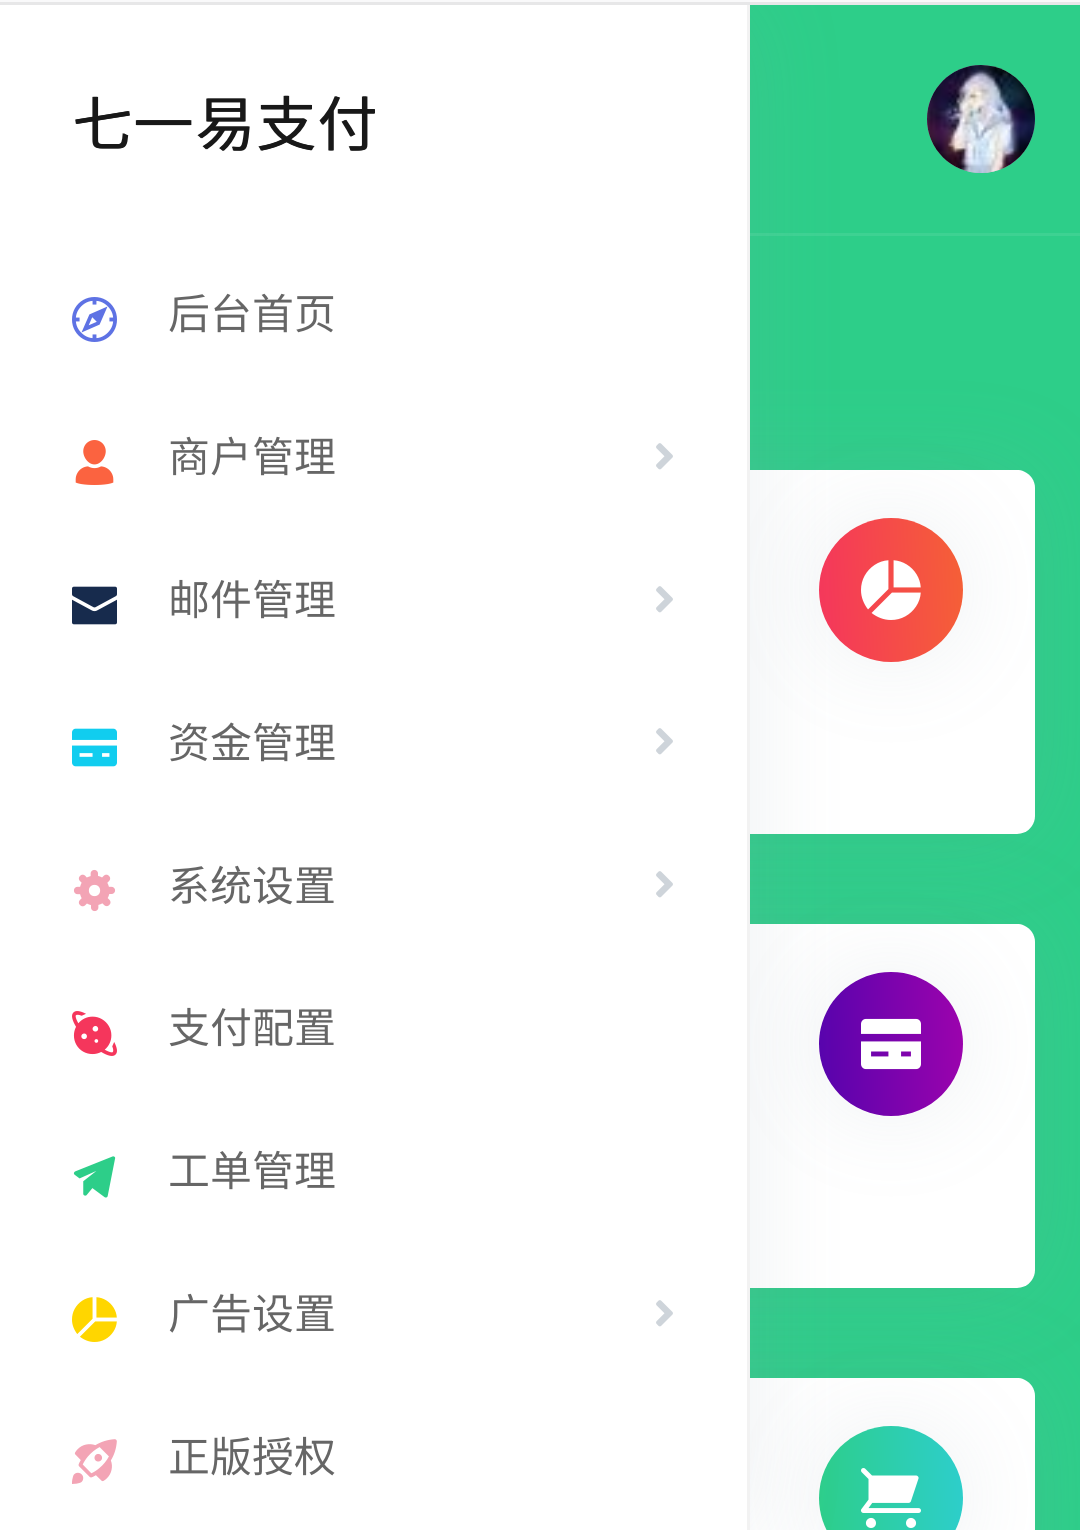 七一易支付
后台首页
商户管理
邮件管理
资金管理
系统设置
支付配置
工单管理
广告设置
正版授权